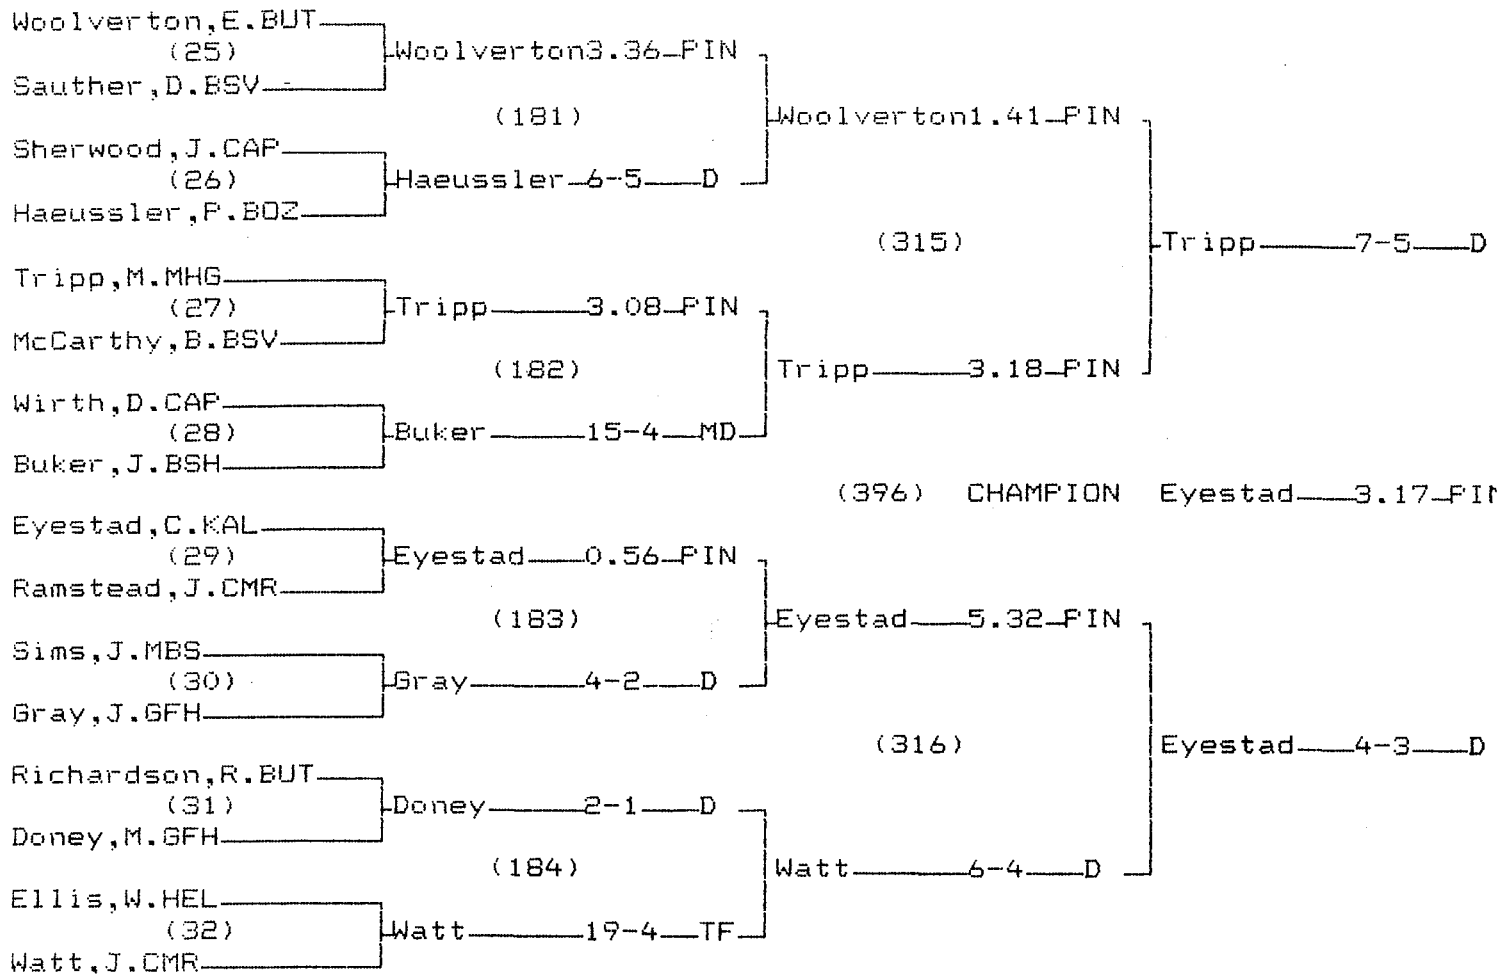 Woolverton,E.BUT
(25) Woolverton 3.36 PIN
Sauther,D.BSV
(181) Woolverton 1.41 PIN
Sherwood,J.CAP
(26) Haeussler 6-5 D
Haeussler,P.BOZ
(315) Tripp 7-5 D
Tripp,M.MHG
(27) Tripp 3.08 PIN
McCarthy,B.BSV
(182) Tripp 3.18 PIN
Wirth,D.CAP
(28) Buker 15-4 MD
Buker,J.BSH
(396) CHAMPION Eyestad 3.17 PIN
Eyestad,C.KAL
(29) Eyestad 0.56 PIN
Ramstead,J.CMR
(183) Eyestad 5.32 PIN
Sims,J.MBS
(30) Gray 4-2 D
Gray,J.GFH
(316) Eyestad 4-3 D
Richardson,R.BUT
(31) Doney 2-1 D
Doney,M.GFH
(184) Watt 6-4 D
Ellis,W.HEL
(32) Watt 19-4 TF
Watt,J.CMR